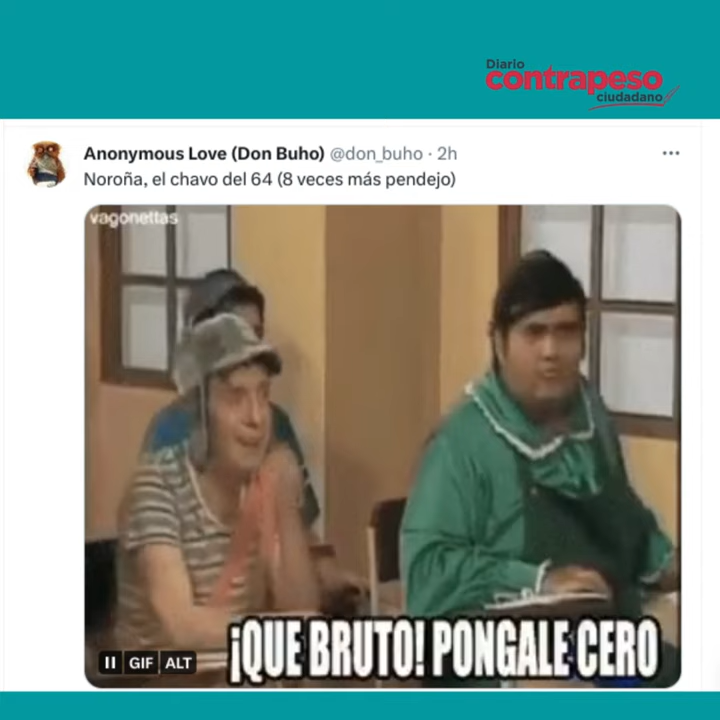 Diario
contrapeso
ciudadano
Anonymous Love (Don Buho) @don_buho · 2h
Noroña, el chavo del 64 (8 veces más pendejo)
vagonettas
¡QUE BRUTO! PONGALE CERO
GIF ALT